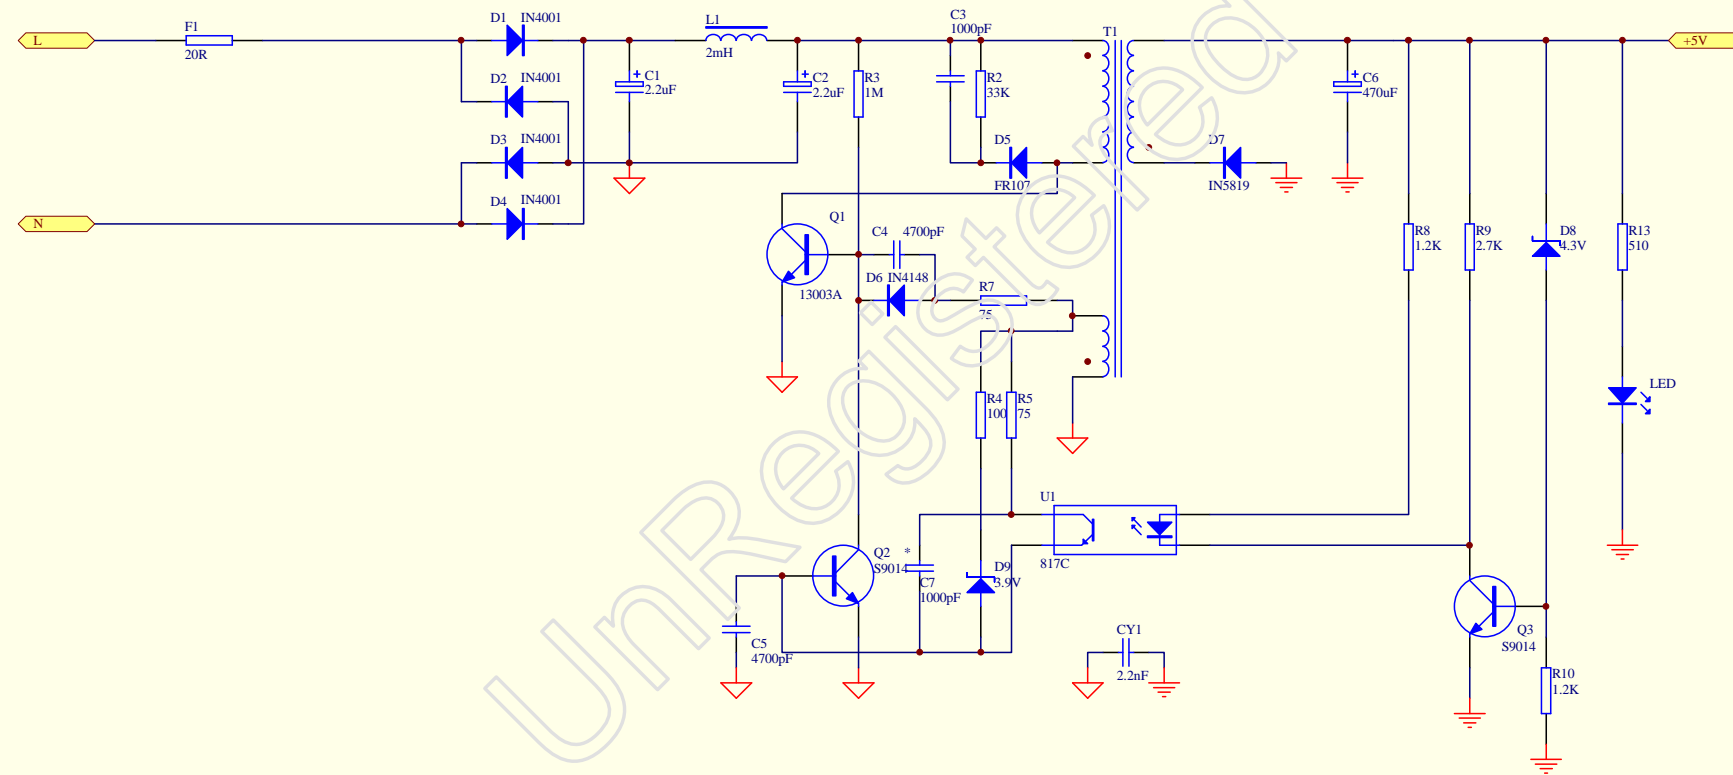 L
F1
20R
D1 IN4001
D2 IN4001
D3 IN4001
D4 IN4001
N
C1
2.2uF
L1
2mH
C2
2.2uF
R3
1M
C3
1000pF
R2
33K
D5
FR107
T1
D7
IN5819
C6
470uF
+5V
Q1
13003A
C4 4700pF
D6 IN4148
R7
75
R4
100
R5
75
R8
1.2K
R9
2.7K
D8
4.3V
R13
510
LED
U1
817C
Q2
S9014
*
C7
1000pF
D9
3.9V
C5
4700pF
CY1
2.2nF
Q3
S9014
R10
1.2K
UnRegistered